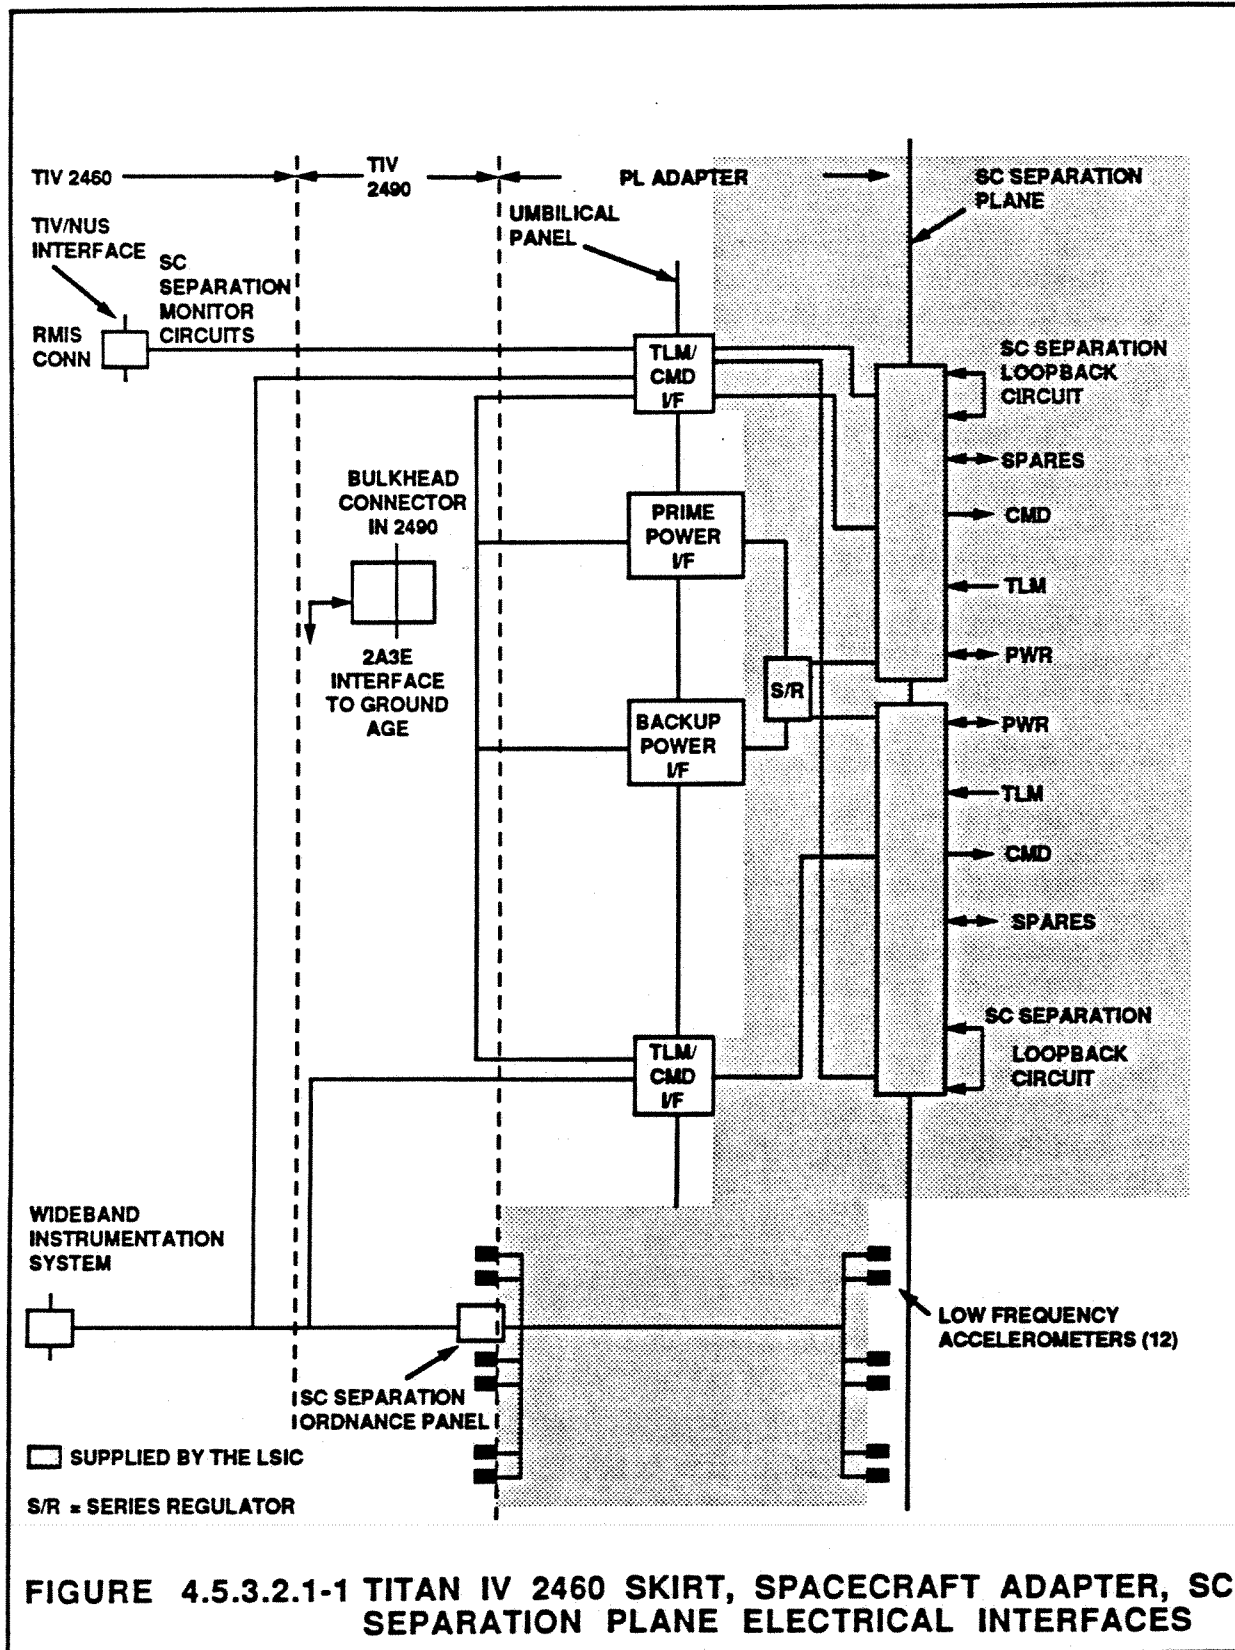 TIV 2460
TIV
2490
PL ADAPTER
SC SEPARATION
PLANE
TIV/NUS
INTERFACE
UMBILICAL
PANEL
SC
SEPARATION
MONITOR
CIRCUITS
RMIS
CONN
TLM/
CMD
I/F
SC SEPARATION
LOOPBACK
CIRCUIT
SPARES
CMD
TLM
PWR
BULKHEAD
CONNECTOR
IN 2490
PRIME
POWER
I/F
2A3E
INTERFACE
TO GROUND
AGE
S/R
BACKUP
POWER
I/F
PWR
TLM
CMD
SPARES
SC SEPARATION
LOOPBACK
CIRCUIT
TLM/
CMD
I/F
WIDEBAND
INSTRUMENTATION
SYSTEM
LOW FREQUENCY
ACCELEROMETERS (12)
SC SEPARATION
ORDNANCE PANEL
SUPPLIED BY THE LSIC
S/R = SERIES REGULATOR
FIGURE 4.5.3.2.1-1 TITAN IV 2460 SKIRT, SPACECRAFT ADAPTER, SC
SEPARATION PLANE ELECTRICAL INTERFACES